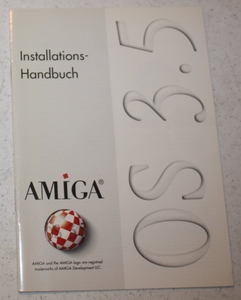 Installations-
Handbuch
OS 3.5
AMIGA®
AMIGA and the AMIGA logo are registered
trademarks of AMIGA Development LLC.